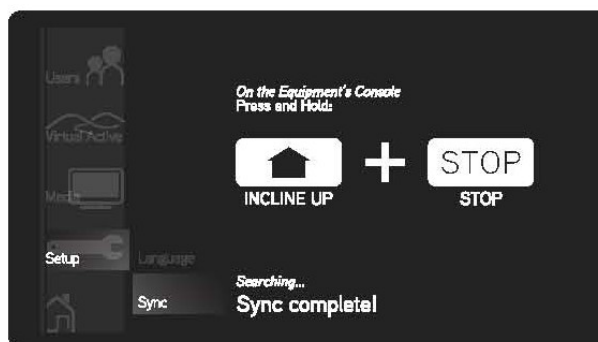 Users
On the Equipment's Console
Press and Hold:
Virtual Active
STOP
INCLINE UP
STOP
Media
Setup
Language
Searching...
Sync
Sync complete!